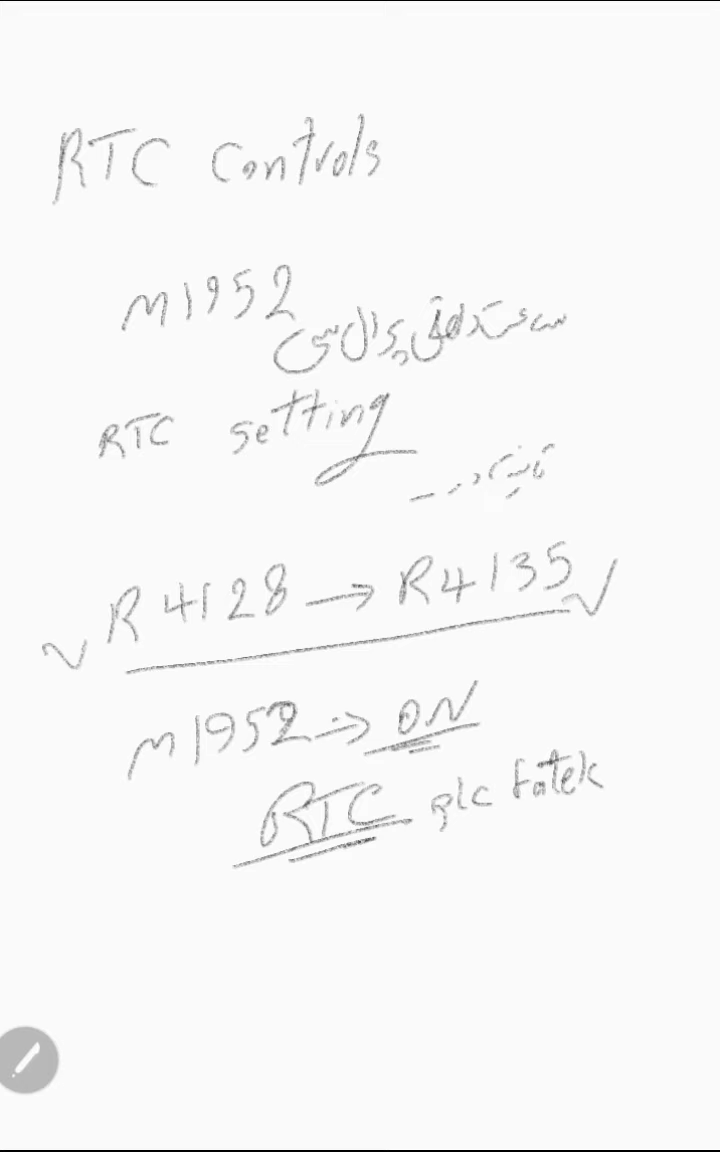 RTC Controls
M1952
RTC setting
R4128 → R4135
M1952 → ON
RTC plc fatek